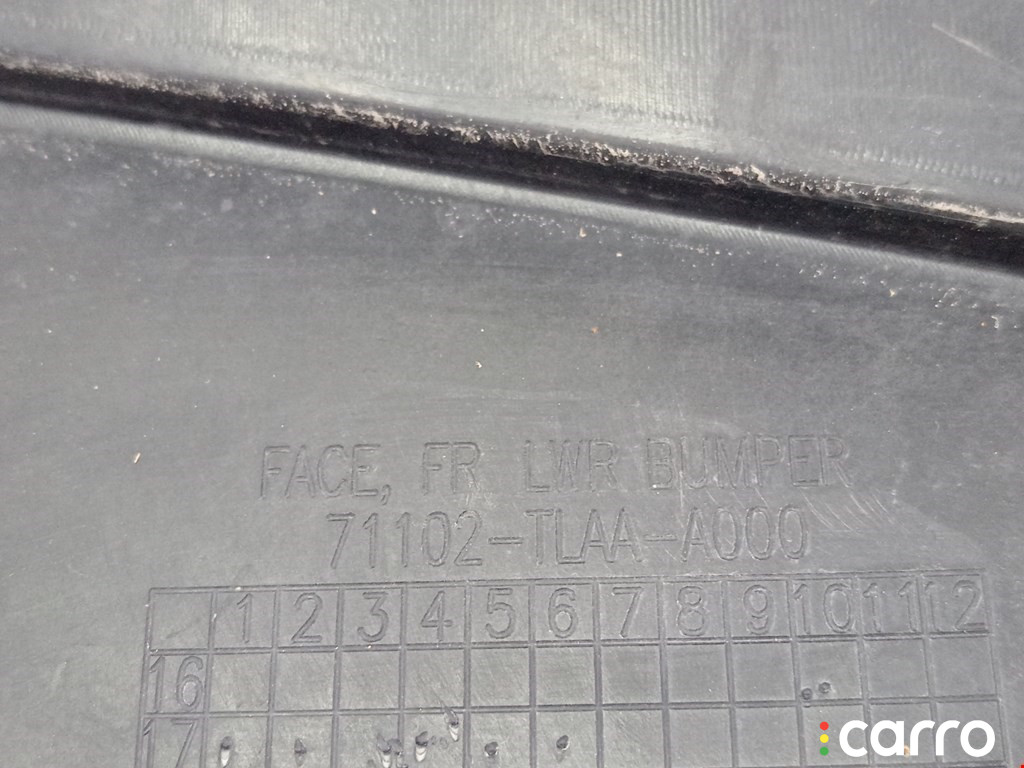 FACE, FR LWR BUMPER
71102-TLAA-A000
1 2 3 4 5 6 7 8 9 10 11 12
16
17
carro